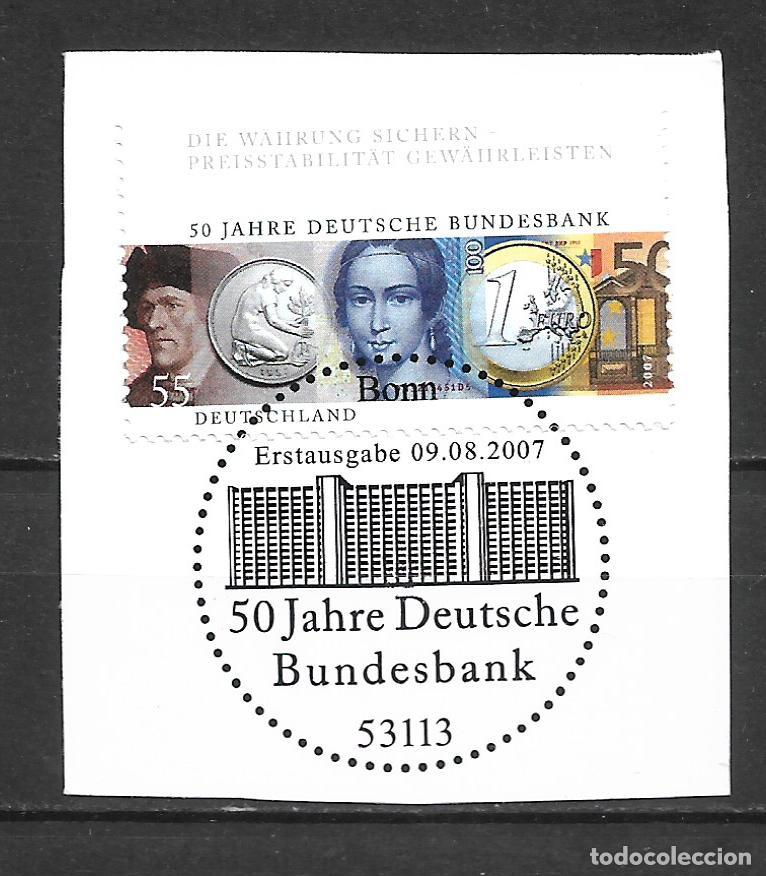 DIE WÄHRUNG SICHERN –
PREISSTABILITÄT GEWÄHRLEISTEN
50 JAHRE DEUTSCHE BUNDESBANK
100
1
EURO
50
55
2007
DEUTSCHLAND
Bonn
Erstausgabe 09.08.2007
50 Jahre Deutsche
Bundesbank
53113
todocoleccion